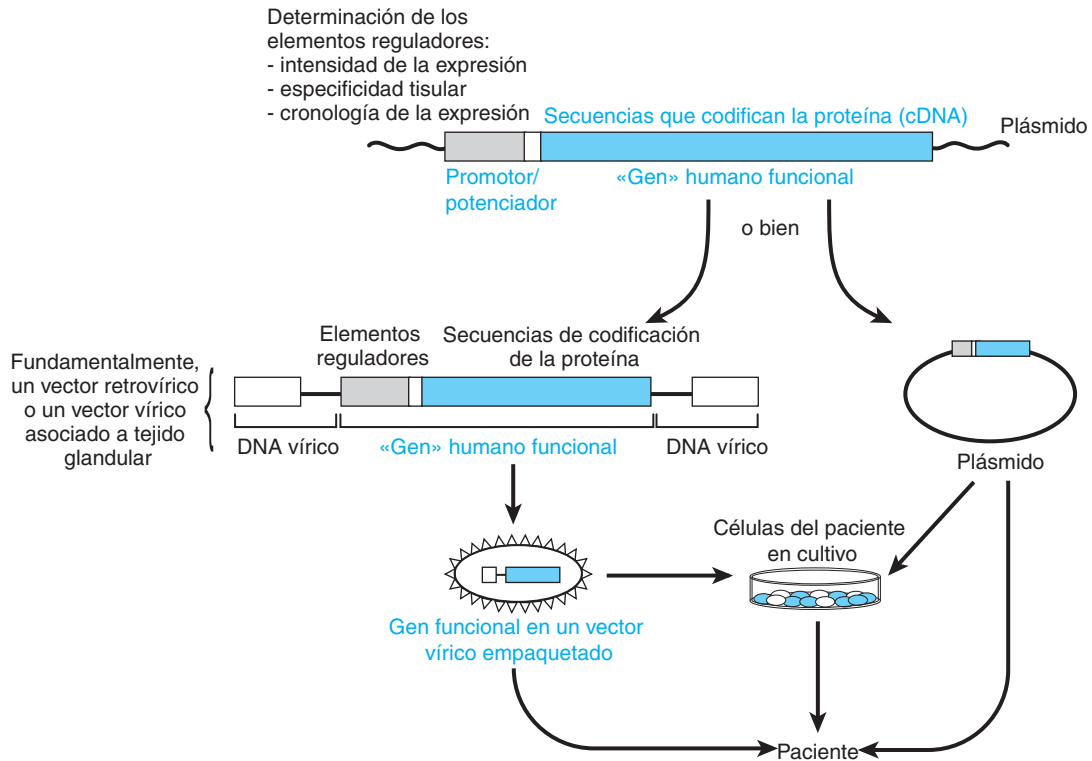 Determinación de los
elementos reguladores:
- intensidad de la expresión
- especificidad tisular
- cronología de la expresión
Secuencias que codifican la proteína (cDNA)
Plásmido
Promotor/
potenciador
«Gen» humano funcional
o bien
Fundamentalmente,
un vector retrovírico
o un vector vírico
asociado a tejido
glandular
Elementos
reguladores
Secuencias de codificación
de la proteína
DNA vírico
«Gen» humano funcional
DNA vírico
Plásmido
Células del paciente
en cultivo
Gen funcional en un vector
vírico empaquetado
Paciente